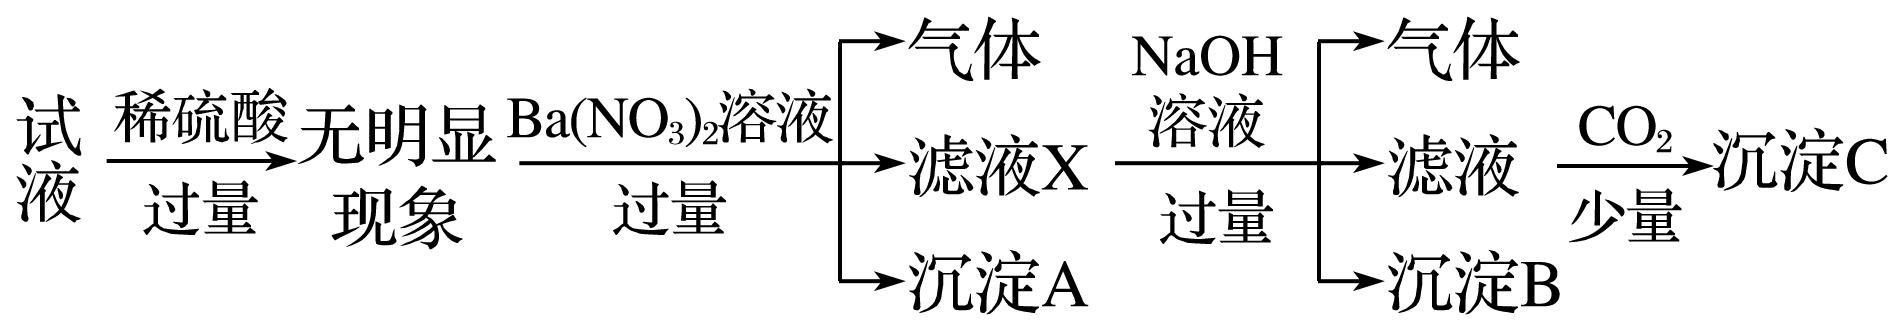 试液
稀硫酸
过量
无明显
现象
Ba(NO₃)₂溶液
过量
气体
滤液X
沉淀A
NaOH
溶液
过量
气体
滤液
沉淀B
CO₂
少量
沉淀C